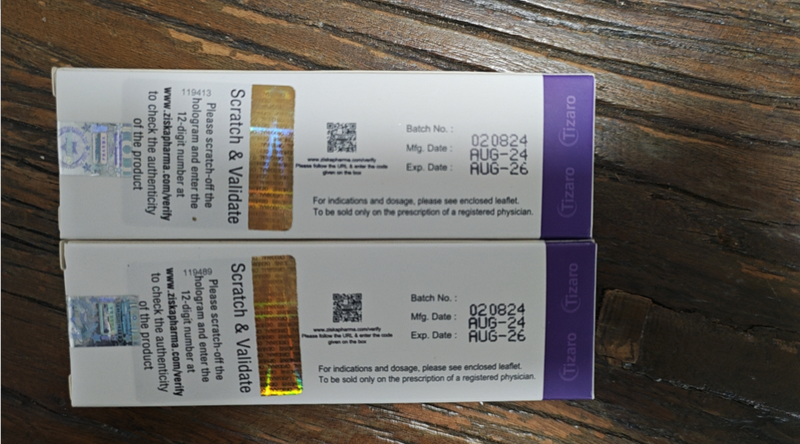 119413
Scratch & Validate
Please scratch-off the
hologram and enter the
12-digit number at
www.ziskapharma.com/verify
to check the authenticity
of the product
www.ziskapharma.com/verify
Please follow the URL & enter the code
given on the box
Batch No. : 020824
Mfg. Date : AUG-24
Exp. Date : AUG-26
For indications and dosage, please see enclosed leaflet.
To be sold only on the prescription of a registered physician.
Tizaro
Tizaro
119489
Scratch & Validate
Please scratch-off the
hologram and enter the
12-digit number at
www.ziskapharma.com/verify
to check the authenticity
of the product
www.ziskapharma.com/verify
Please follow the URL & enter the code
given on the box
Batch No. : 020824
Mfg. Date : AUG-24
Exp. Date : AUG-26
For indications and dosage, please see enclosed leaflet.
To be sold only on the prescription of a registered physician.
Tizaro
Tizaro